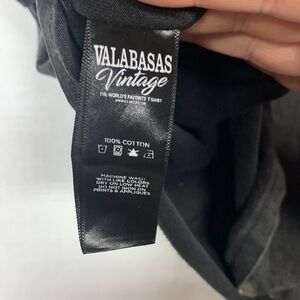 VALABASAS
Vintage
THE WORLD'S FAVORITE T-SHIRT
100% COTTON
MACHINE WASH
WITH LIKE COLORS
DRY ON LOW HEAT
DO NOT IRON ON
PRINTS & APPLIQUES